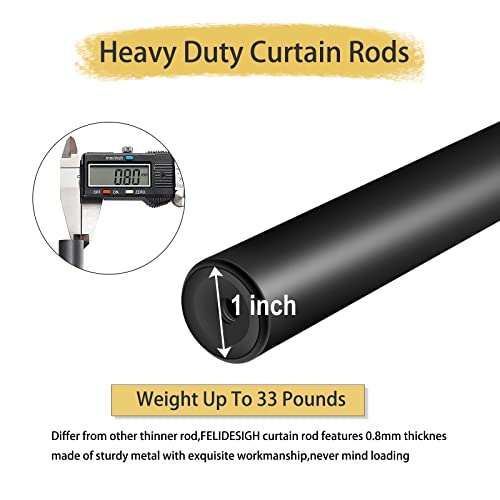 Heavy Duty Curtain Rods
mm/inch
0.80
OFF ON ZERO
1 inch
Weight Up To 33 Pounds
Differ from other thinner rod,FELIDESIGH curtain rod features 0.8mm thicknes
made of sturdy metal with exquisite workmanship,never mind loading